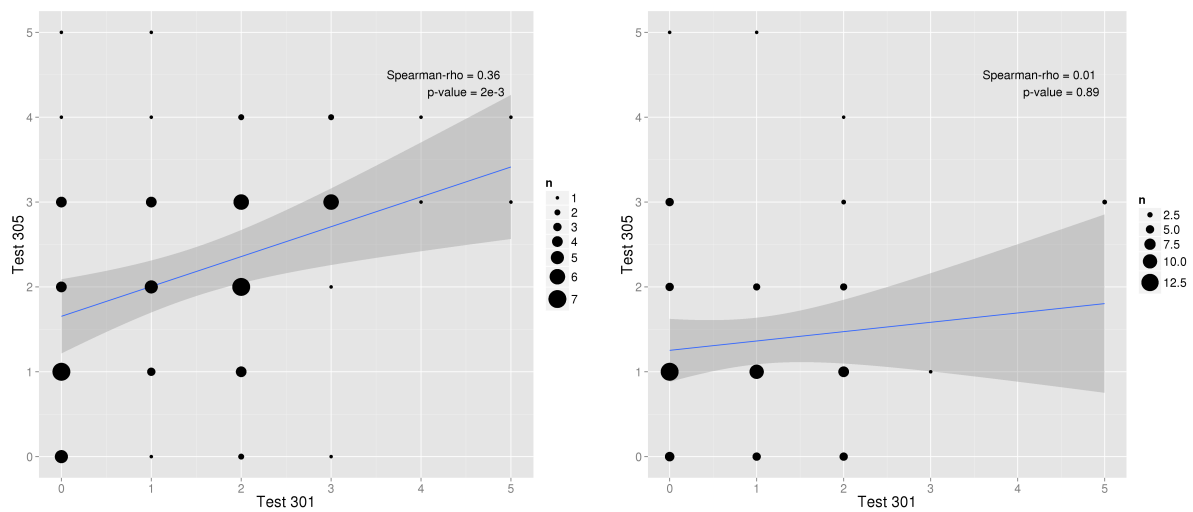 Spearman-rho = 0.36
p-value = 2e-3
5
4
3
2
1
0
Test 305
0 1 2 3 4 5
Test 301
n
1
2
3
4
5
6
7
Spearman-rho = 0.01
p-value = 0.89
5
4
3
2
1
0
Test 305
0 1 2 3 4 5
Test 301
n
2.5
5.0
7.5
10.0
12.5